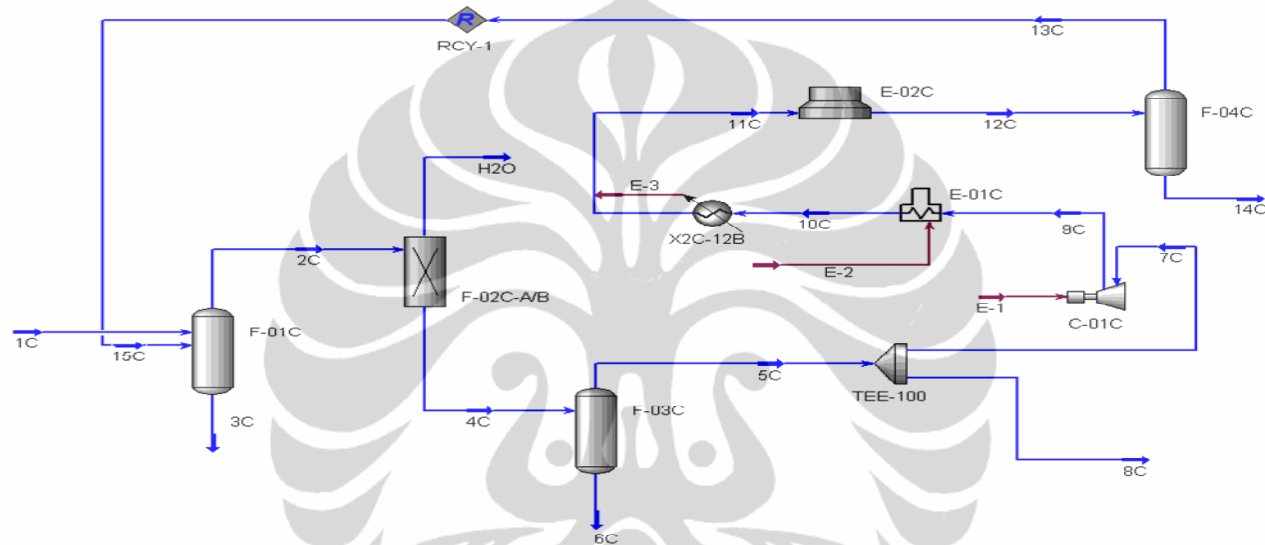 R
13C
RCY-1
E-02C
11C
12C
F-04C
H2O
E-3
E-01C
14C
X2C-12B
10C
9C
7C
2C
E-2
F-02C-A/B
E-1
C-01C
1C
F-01C
15C
5C
TEE-100
3C
4C
F-03C
8C
6C